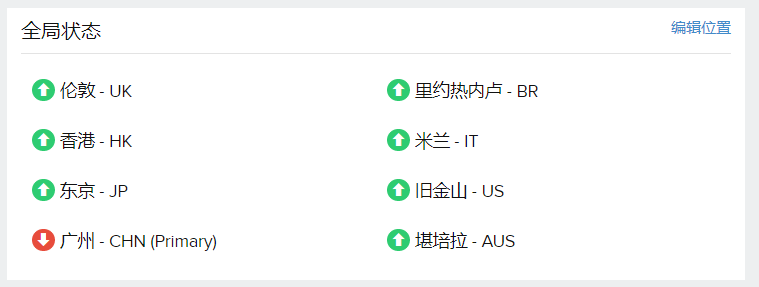 全局状态
编辑位置
伦敦 - UK
里约热内卢 - BR
香港 - HK
米兰 - IT
东京 - JP
旧金山 - US
广州 - CHN (Primary)
堪培拉 - AUS